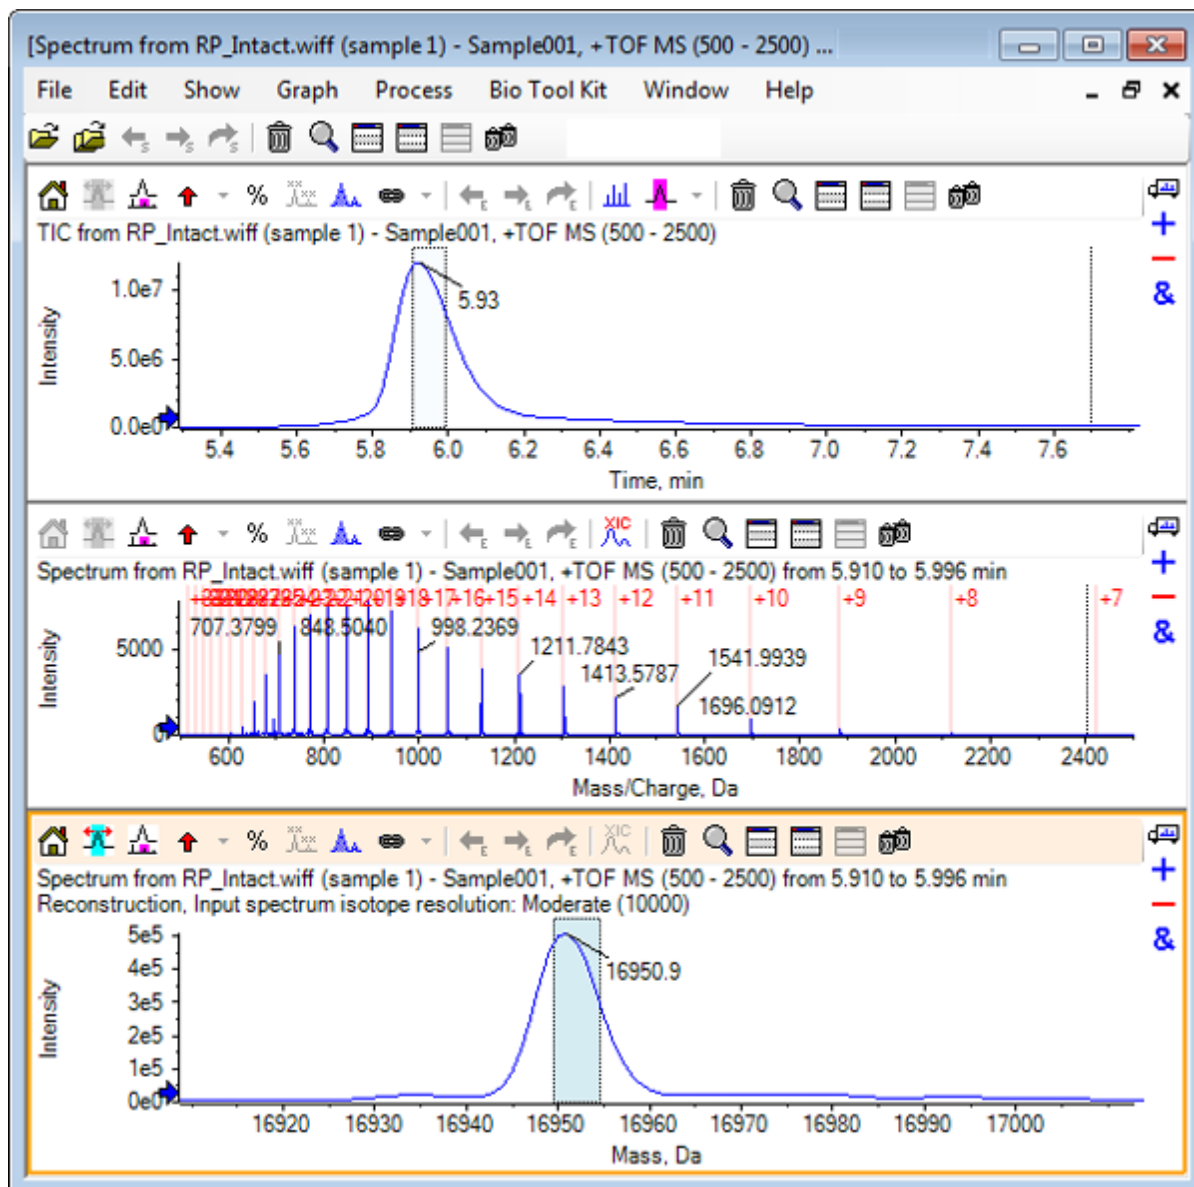 [Spectrum from RP_Intact.wiff (sample 1) - Sample001, +TOF MS (500 - 2500) ...
File Edit Show Graph Process Bio Tool Kit Window Help
TIC from RP_Intact.wiff (sample 1) - Sample001, +TOF MS (500 - 2500)
Intensity
1.0e7
5.0e6
0.0e0
5.93
5.4 5.6 5.8 6.0 6.2 6.4 6.6 6.8 7.0 7.2 7.4 7.6
Time, min
XIC
Spectrum from RP_Intact.wiff (sample 1) - Sample001, +TOF MS (500 - 2500) from 5.910 to 5.996 min
+18 +17 +16 +15 +14 +13 +12 +11 +10 +9 +8 +7
707.3799 848.5040 998.2369 1211.7843 1413.5787 1541.9939 1696.0912
Intensity
5000
0
600 800 1000 1200 1400 1600 1800 2000 2200 2400
Mass/Charge, Da
XIC
Spectrum from RP_Intact.wiff (sample 1) - Sample001, +TOF MS (500 - 2500) from 5.910 to 5.996 min
Reconstruction, Input spectrum isotope resolution: Moderate (10000)
Intensity
5e5
4e5
3e5
2e5
1e5
0e0
16950.9
16920 16930 16940 16950 16960 16970 16980 16990 17000
Mass, Da